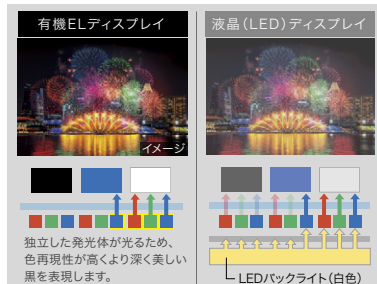 有機ELディスプレイ
液晶(LED)ディスプレイ
イメージ
独立した発光体が光るため、
色再現性が高くより深く美しい
黒を表現します。
LEDバックライト(白色)